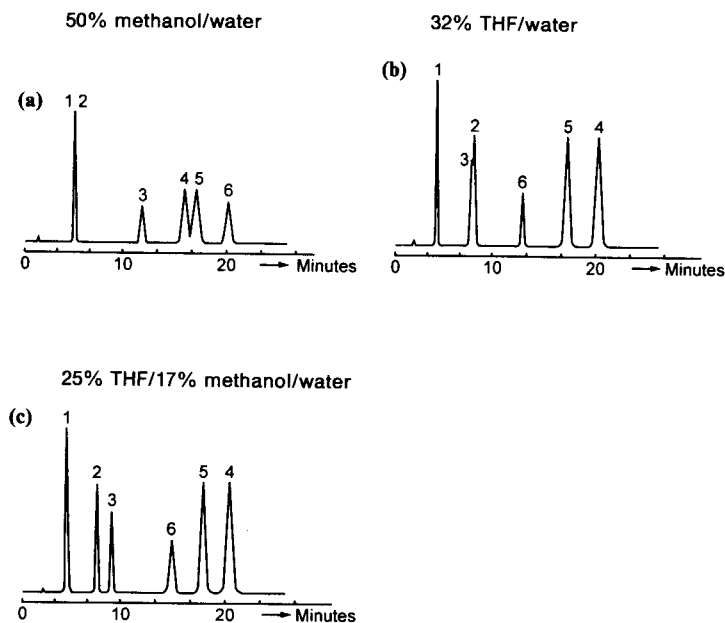 50% methanol/water
(a)
1 2
3
4 5
6
0 10 20 → Minutes
32% THF/water
(b)
1
2
3
6
5
4
0 10 20 → Minutes
25% THF/17% methanol/water
(c)
1
2
3
6
5
4
0 10 20 → Minutes